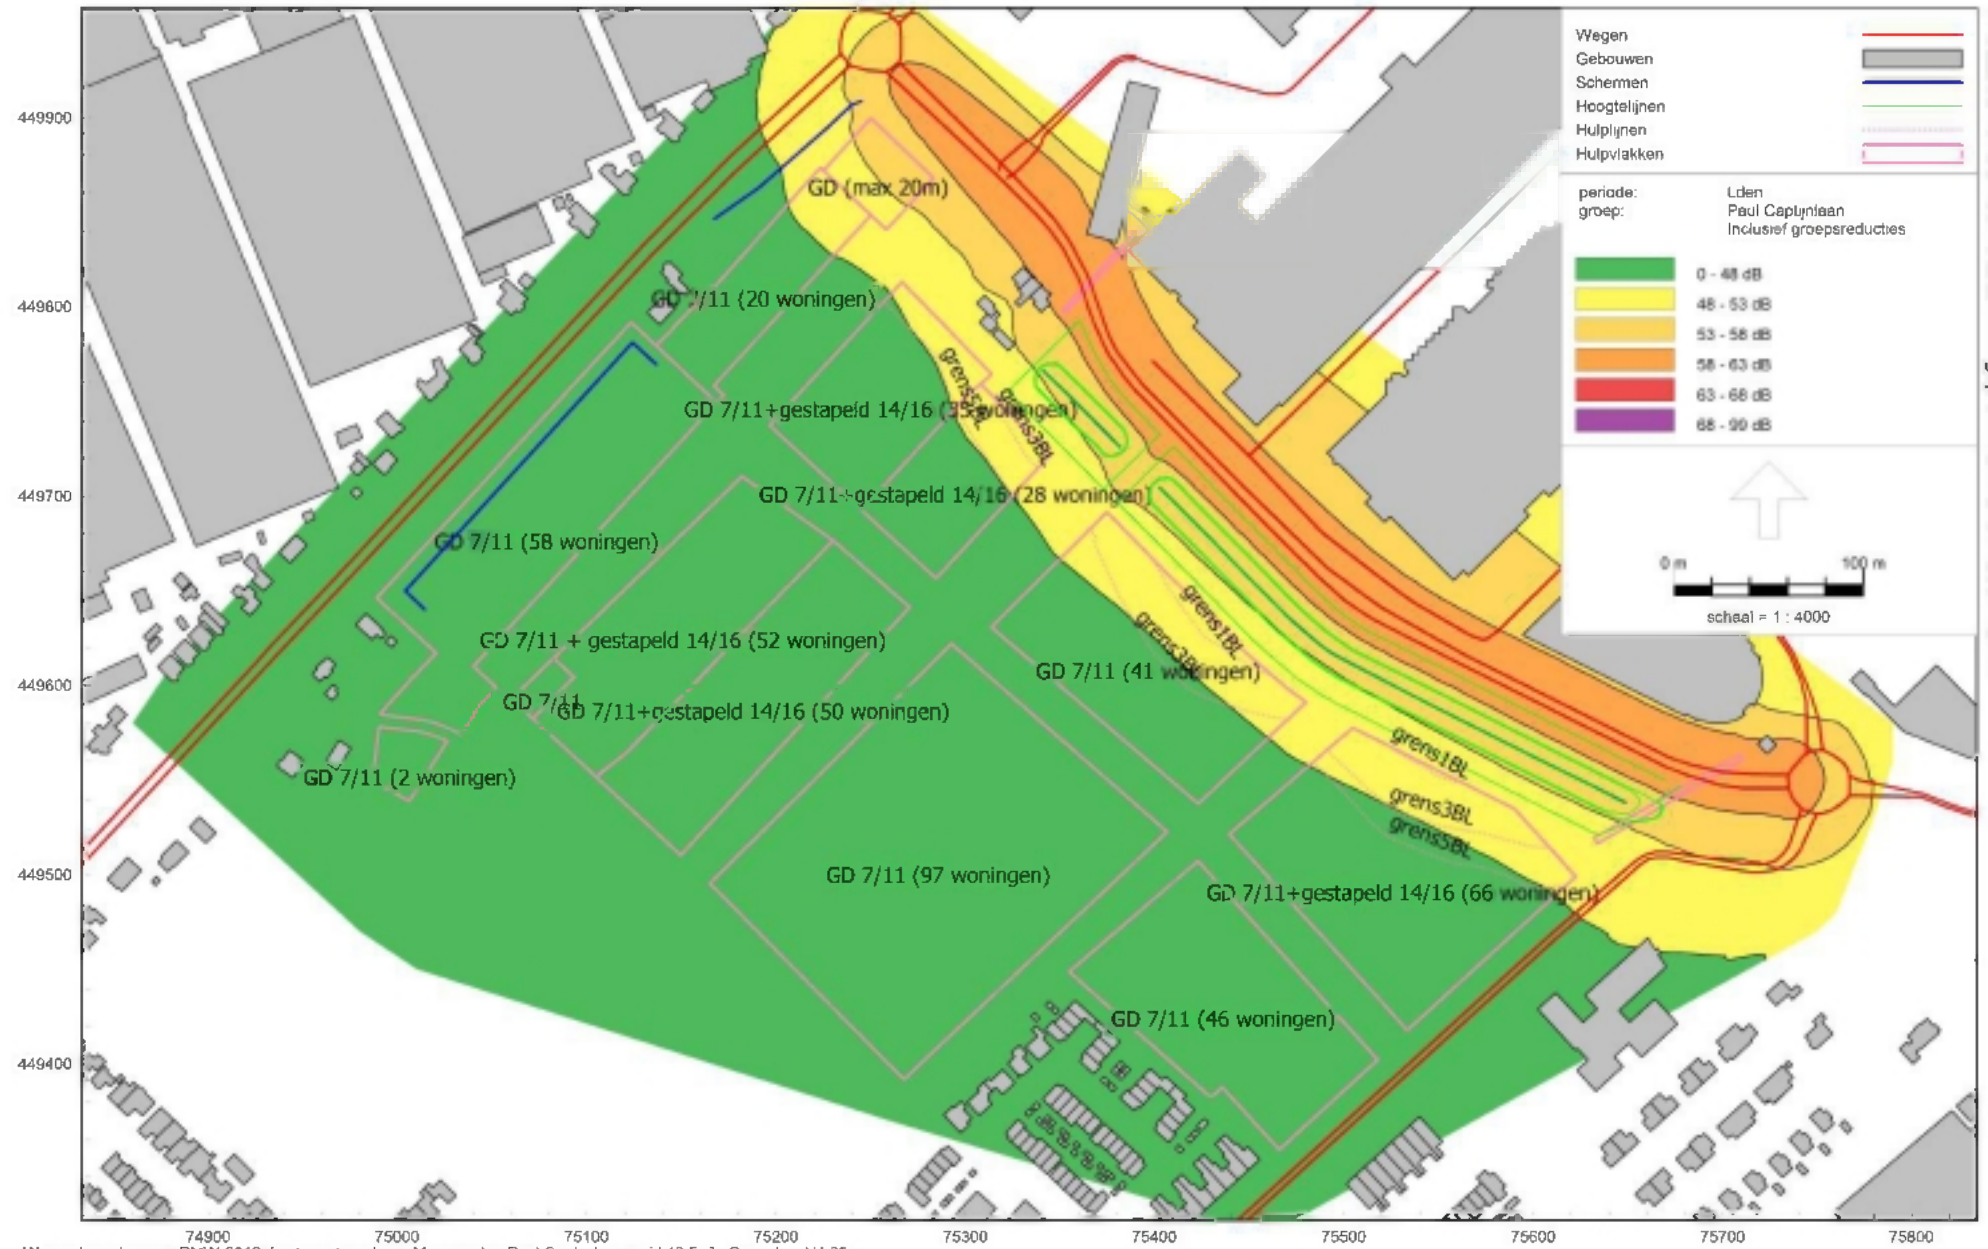 Wegen
Gebouwen
Schermen
Hoogtelijnen
Hulplijnen
Hulpvlakken
periode: Lden
groep: Paul Captijnlaan
Inclusief groepsreducties
0 - 48 dB
48 - 53 dB
53 - 58 dB
58 - 63 dB
63 - 68 dB
68 - 99 dB
0 m 100 m
schaal = 1 : 4000
449900
449800
449700
449600
449500
449400
GD (max 20m)
GD 7/11 (20 woningen)
grens5BL
grens3BL
GD 7/11+gestapeld 14/16 (35 woningen)
GD 7/11+gestapeld 14/16 (28 woningen)
GD 7/11 (58 woningen)
grens1BL
GD 7/11 + gestapeld 14/16 (52 woningen)
GD 7/11 (41 woningen)
GD 7/11
GD 7/11+gestapeld 14/16 (50 woningen)
grens1BL
GD 7/11 (2 woningen)
grens3BL
grens5BL
GD 7/11 (97 woningen)
GD 7/11+gestapeld 14/16 (66 woningen)
GD 7/11 (46 woningen)
74900 75000 75100 75200 75300 75400 75500 75600 75700 75800